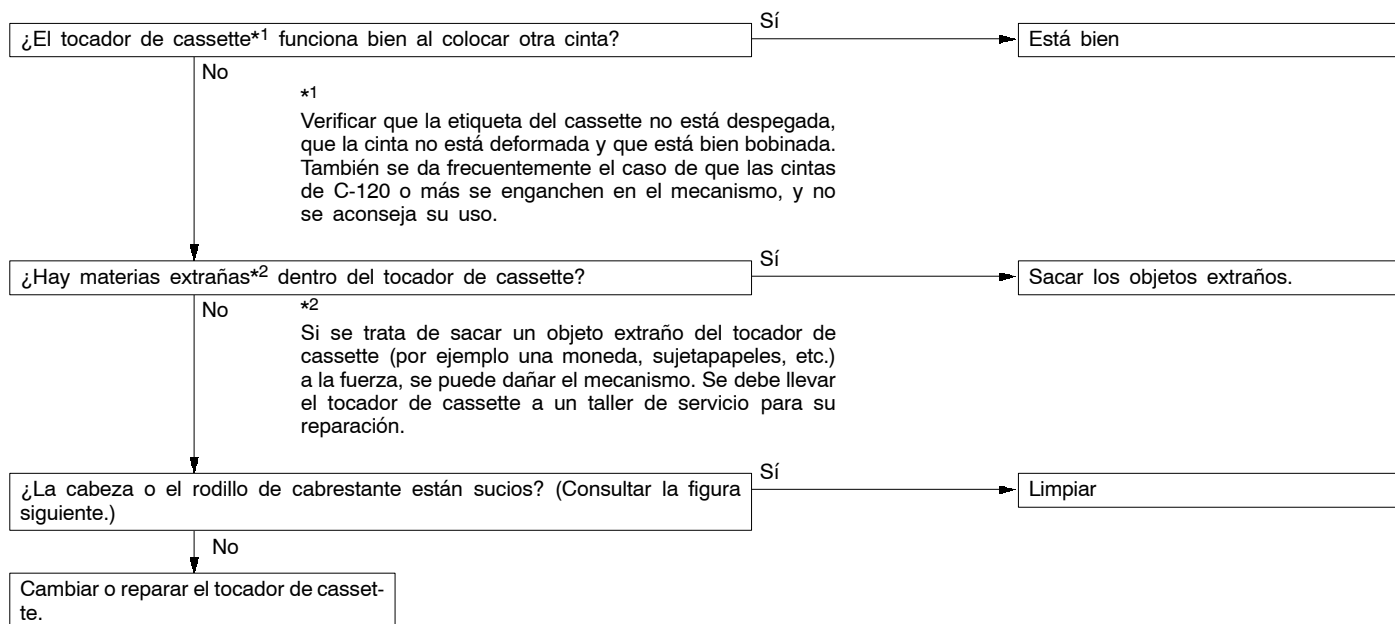 ¿El tocador de cassette*1 funciona bien al colocar otra cinta?
Sí
Está bien
No
*1
Verificar que la etiqueta del cassette no está despegada,
que la cinta no está deformada y que está bien bobinada.
También se da frecuentemente el caso de que las cintas
de C-120 o más se enganchen en el mecanismo, y no
se aconseja su uso.
¿Hay materias extrañas*2 dentro del tocador de cassette?
Sí
Sacar los objetos extraños.
No
*2
Si se trata de sacar un objeto extraño del tocador de
cassette (por ejemplo una moneda, sujetapapeles, etc.)
a la fuerza, se puede dañar el mecanismo. Se debe llevar
el tocador de cassette a un taller de servicio para su
reparación.
¿La cabeza o el rodillo de cabrestante están sucios? (Consultar la figura
siguiente.)
Sí
Limpiar
No
Cambiar o reparar el tocador de casset-
te.